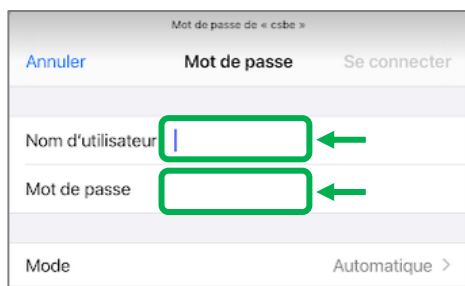 Mot de passe de « csbe »
Annuler Mot de passe Se connecter
Nom d'utilisateur
Mot de passe
Mode Automatique >